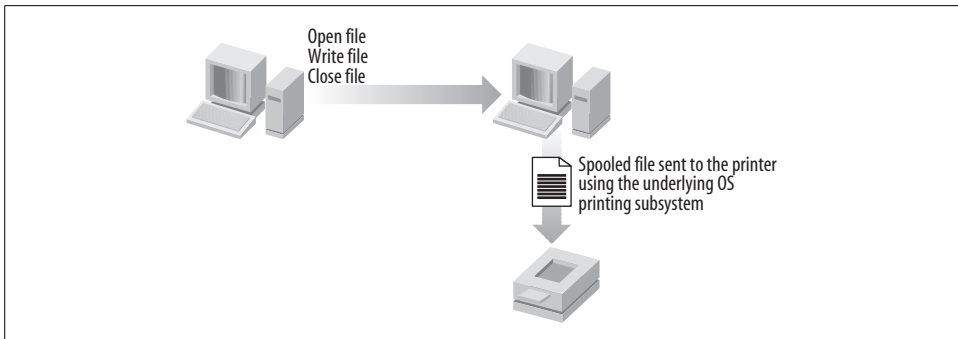 Open file
Write file
Close file
Spooled file sent to the printer
using the underlying OS
printing subsystem